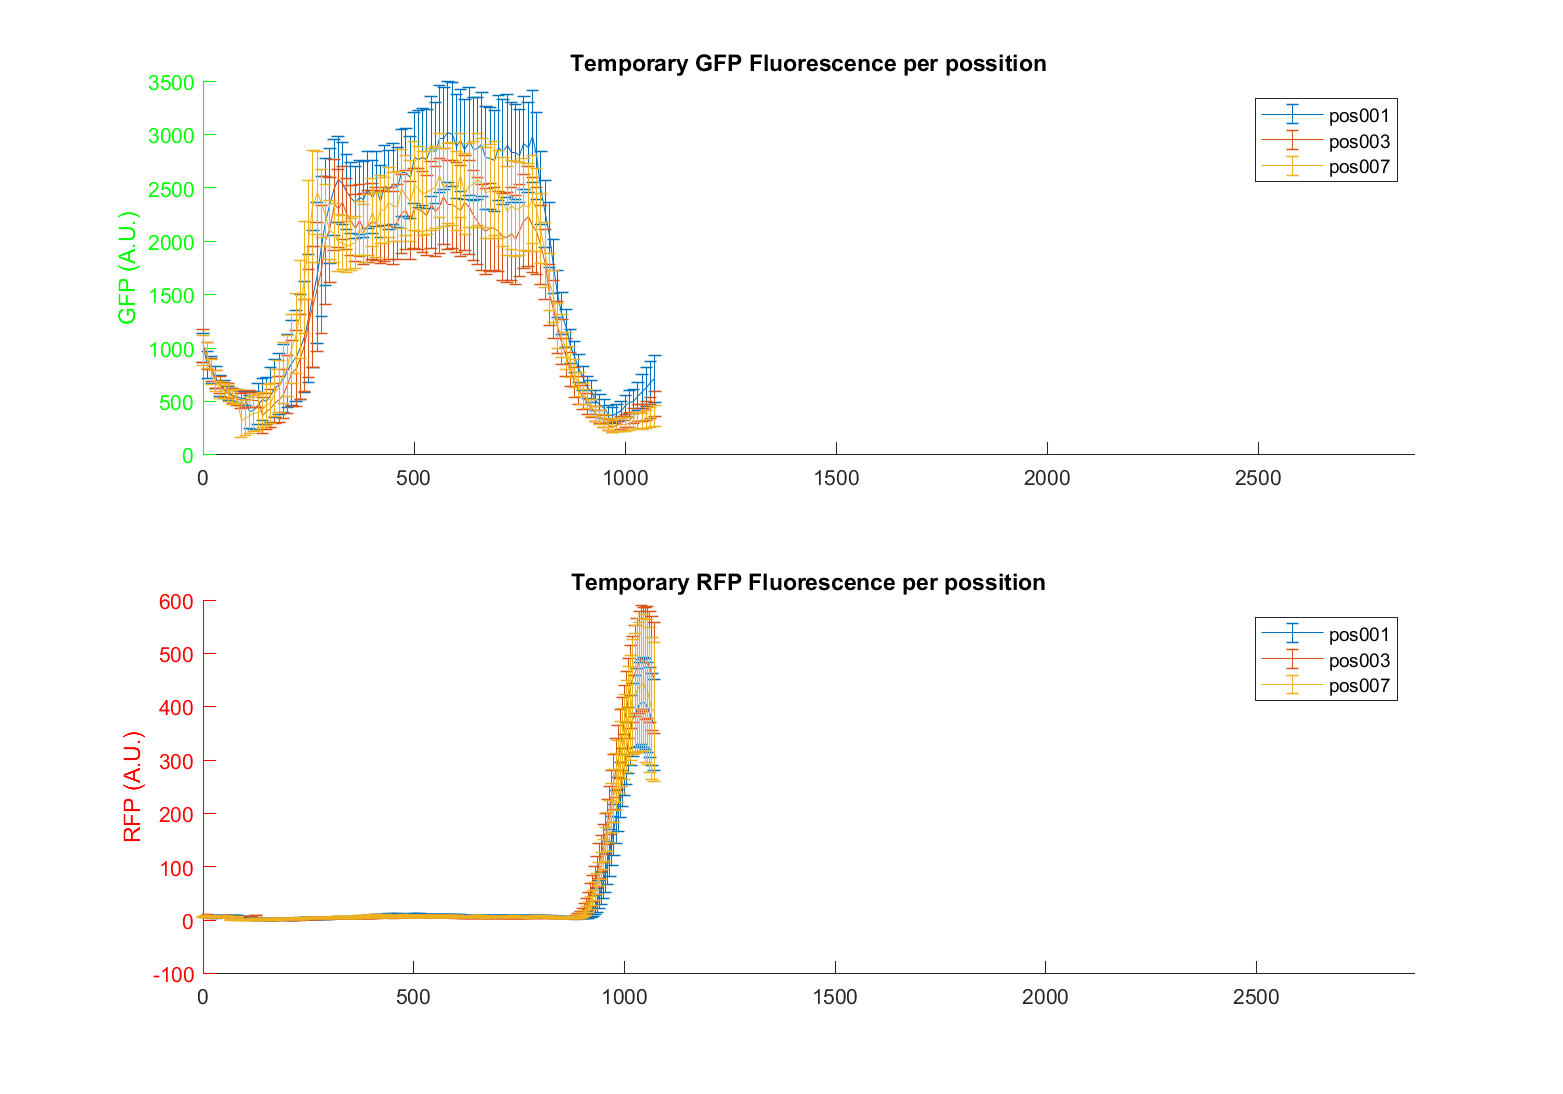 Temporary GFP Fluorescence per possition
3500
3000
2500
2000
1500
1000
500
0
GFP (A.U.)
0 500 1000 1500 2000 2500
pos001
pos003
pos007
Temporary RFP Fluorescence per possition
600
500
400
300
200
100
0
-100
RFP (A.U.)
0 500 1000 1500 2000 2500
pos001
pos003
pos007